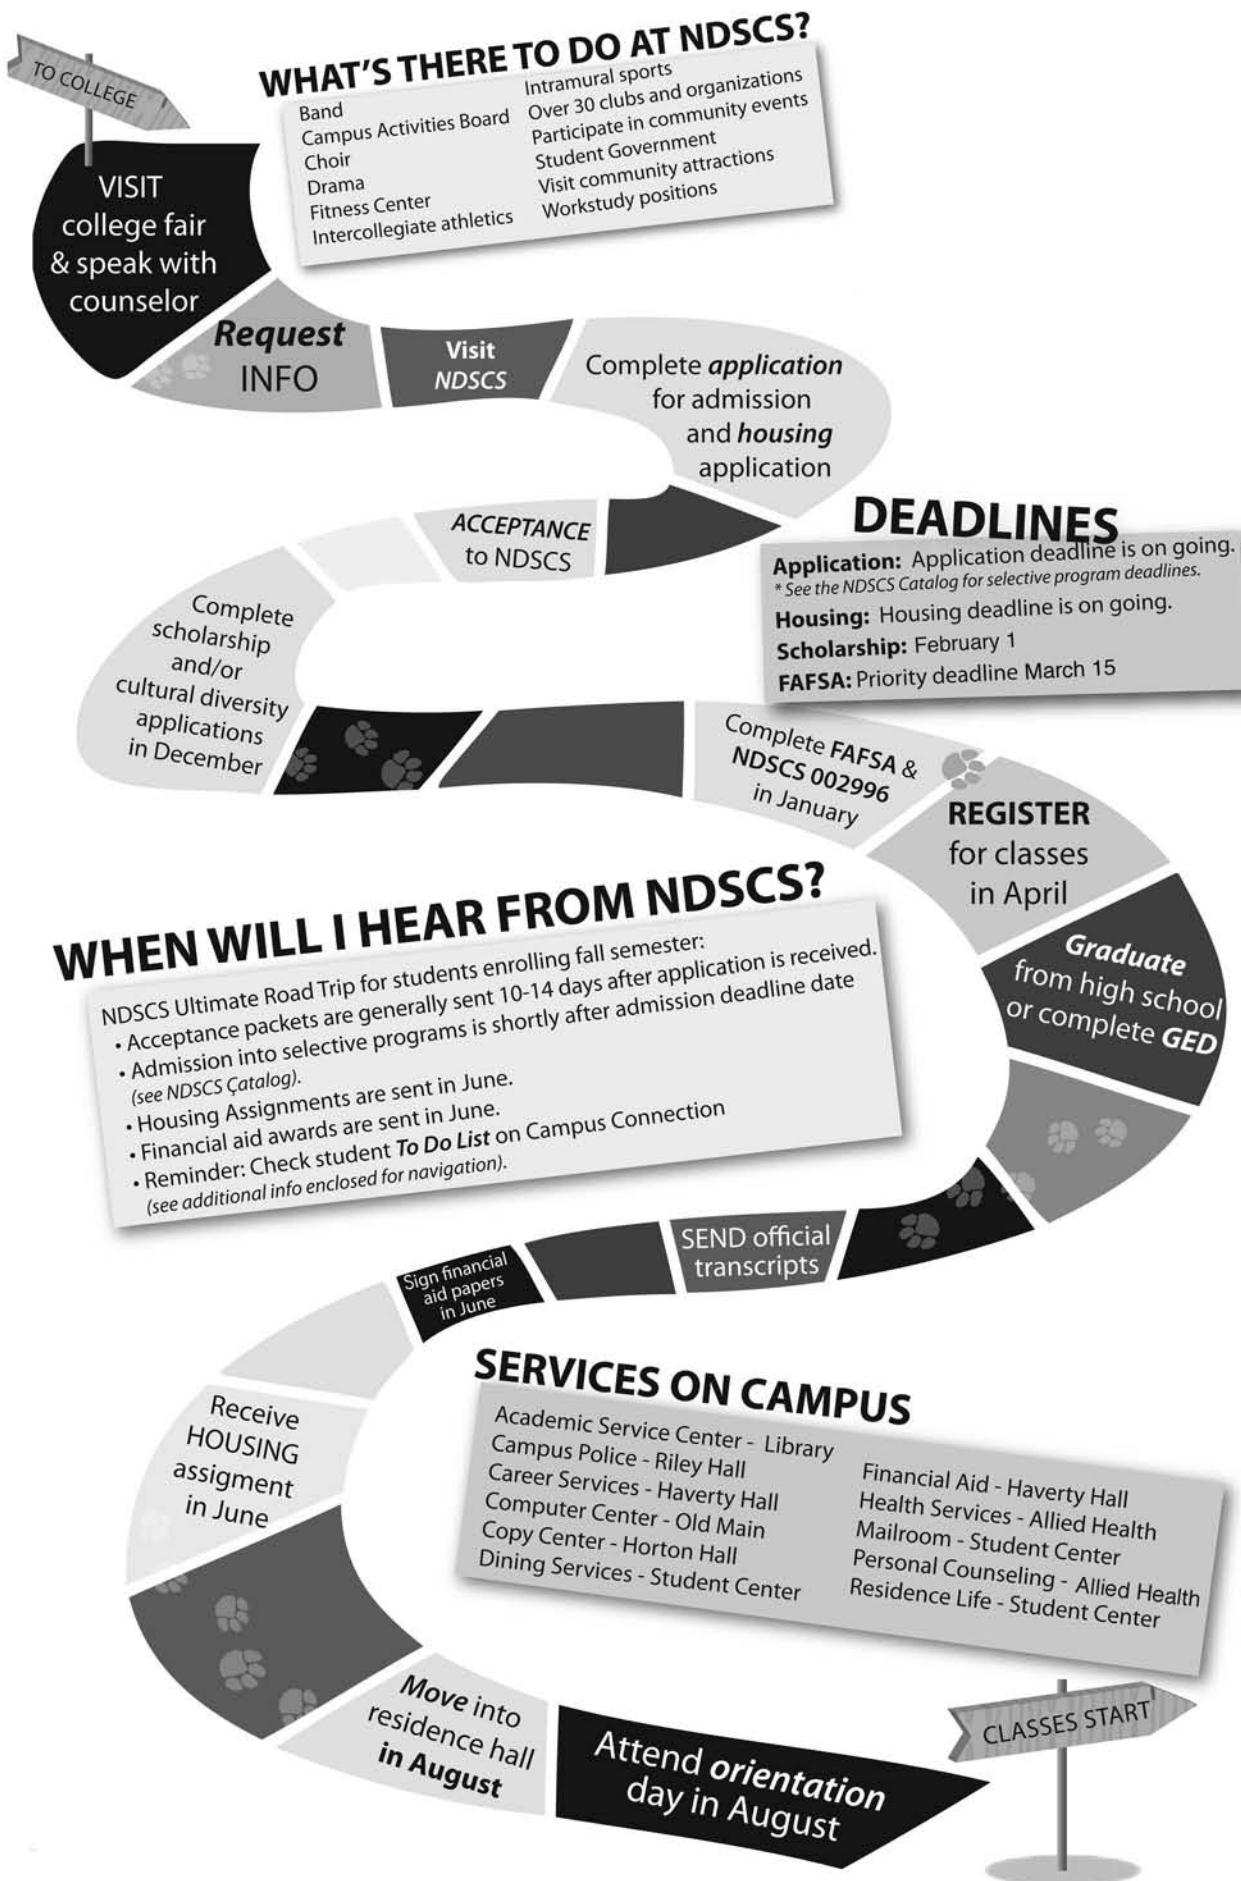 TO COLLEGE
WHAT'S THERE TO DO AT NDSCS?
Band
Campus Activities Board
Choir
Drama
Fitness Center
Intercollegiate athletics
Intramural sports
Over 30 clubs and organizations
Participate in community events
Student Government
Visit community attractions
Workstudy positions
VISIT
college fair
& speak with
counselor
Request
INFO
Visit
NDSCS
Complete application
for admission
and housing
application
ACCEPTANCE
to NDSCS
DEADLINES
Application: Application deadline is on going.
* See the NDSCS Catalog for selective program deadlines.
Housing: Housing deadline is on going.
Scholarship: February 1
FAFSA: Priority deadline March 15
Complete
scholarship
and/or
cultural diversity
applications
in December
Complete FAFSA &
NDSCS 002996
in January
REGISTER
for classes
in April
Graduate
from high school
or complete GED
WHEN WILL I HEAR FROM NDSCS?
NDSCS Ultimate Road Trip for students enrolling fall semester:
• Acceptance packets are generally sent 10-14 days after application is received.
• Admission into selective programs is shortly after admission deadline date
(see NDSCS Çatalog).
• Housing Assignments are sent in June.
• Financial aid awards are sent in June.
• Reminder: Check student To Do List on Campus Connection
(see additional info enclosed for navigation).
SEND official
transcripts
Sign financial
aid papers
in June
Receive
HOUSING
assigment
in June
SERVICES ON CAMPUS
Academic Service Center - Library
Campus Police - Riley Hall
Career Services - Haverty Hall
Computer Center - Old Main
Copy Center - Horton Hall
Dining Services - Student Center
Financial Aid - Haverty Hall
Health Services - Allied Health
Mailroom - Student Center
Personal Counseling - Allied Health
Residence Life - Student Center
Move into
residence hall
in August
Attend orientation
day in August
CLASSES START